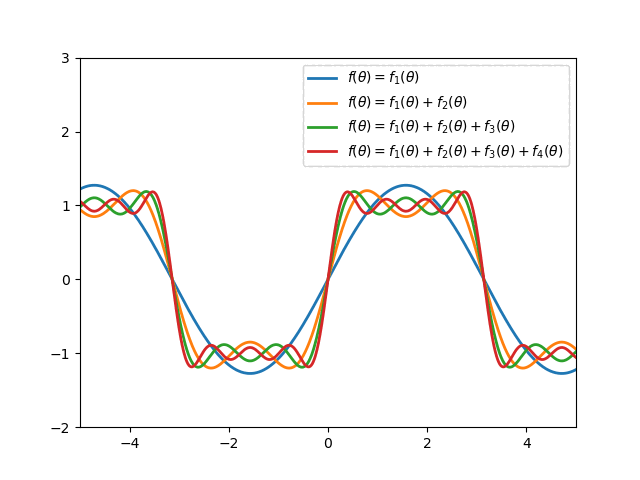 3
2
1
0
−1
−2
−4
−2
0
2
4
f(θ) = f₁(θ)
f(θ) = f₁(θ) + f₂(θ)
f(θ) = f₁(θ) + f₂(θ) + f₃(θ)
f(θ) = f₁(θ) + f₂(θ) + f₃(θ) + f₄(θ)